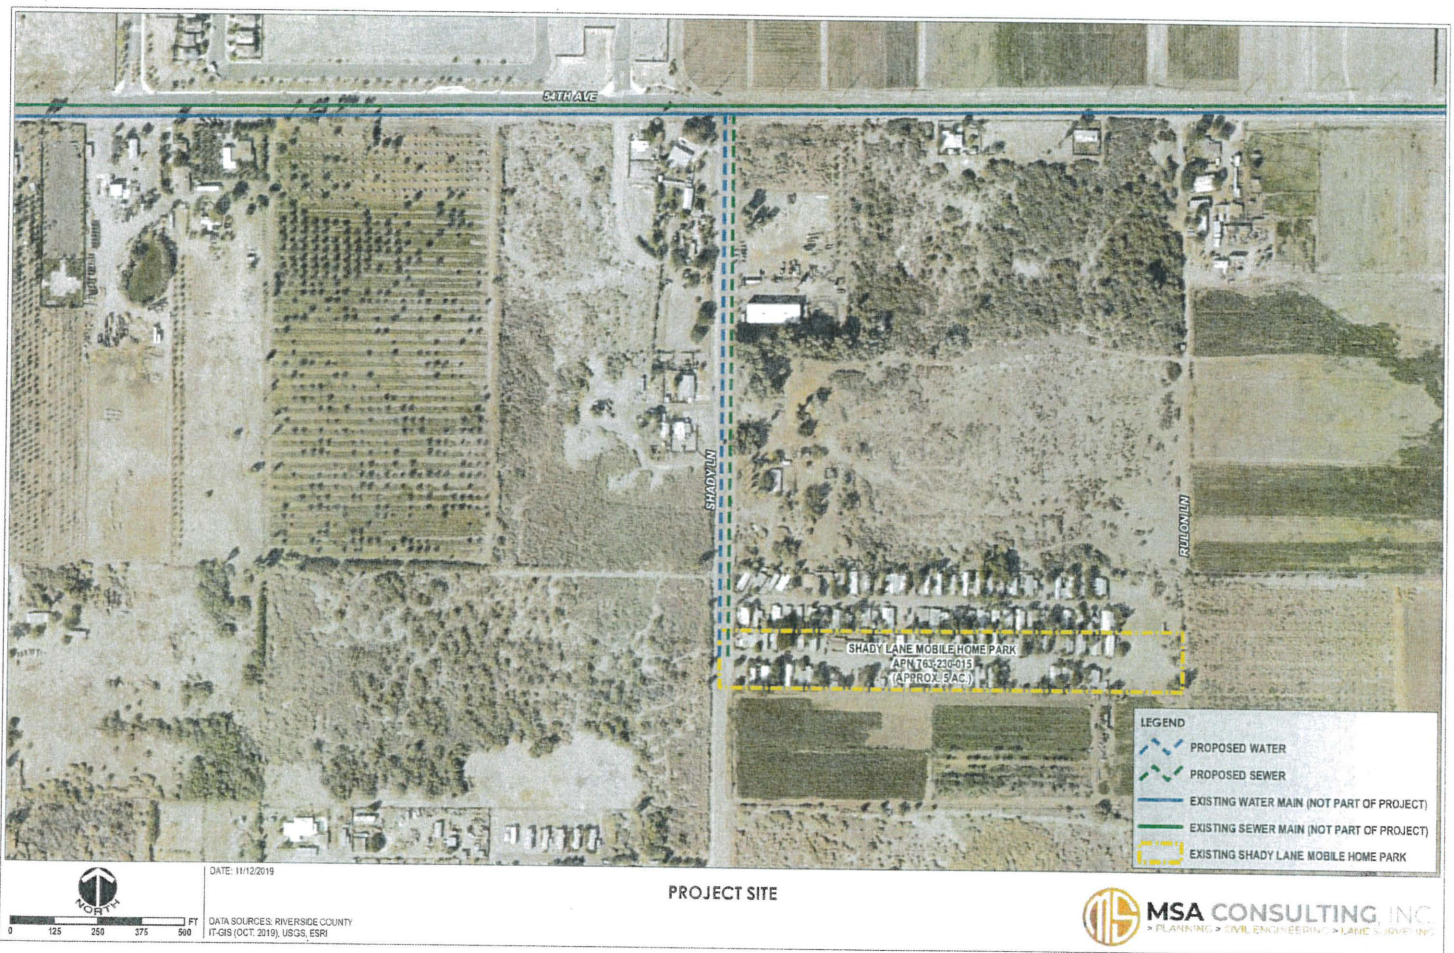 54TH AVE
SHADY LN
RULON LN
SHADY LANE MOBILE HOME PARK
APN 763-230-015
(APPROX. 5 AC.)
LEGEND
PROPOSED WATER
PROPOSED SEWER
EXISTING WATER MAIN (NOT PART OF PROJECT)
EXISTING SEWER MAIN (NOT PART OF PROJECT)
EXISTING SHADY LANE MOBILE HOME PARK
NORTH
0 125 250 375 500 FT
DATE: 11/12/2019
DATA SOURCES: RIVERSIDE COUNTY
IT-GIS (OCT. 2019), USGS, ESRI
PROJECT SITE
MS
MSA CONSULTING, INC.
> PLANNING > CIVIL ENGINEERING > LAND SURVEYING